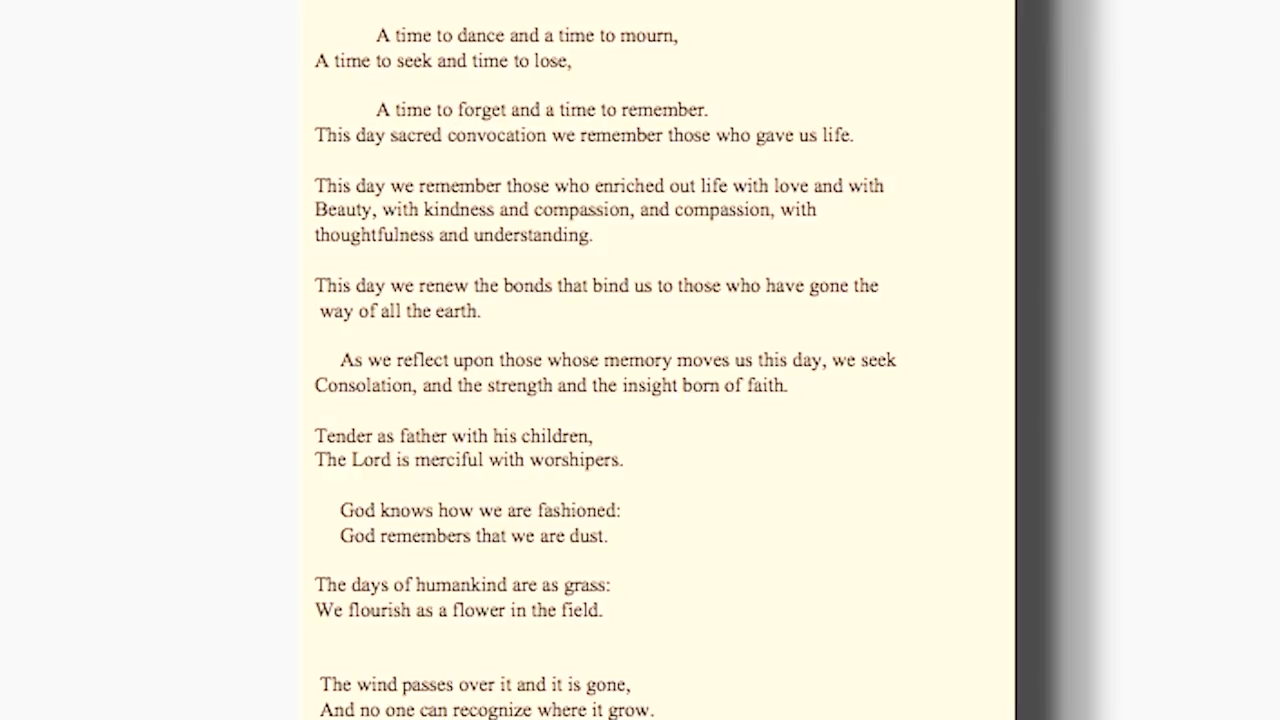 A time to dance and a time to mourn,
A time to seek and time to lose,
A time to forget and a time to remember.
This day sacred convocation we remember those who gave us life.
This day we remember those who enriched out life with love and with
Beauty, with kindness and compassion, and compassion, with
thoughtfulness and understanding.
This day we renew the bonds that bind us to those who have gone the
way of all the earth.
As we reflect upon those whose memory moves us this day, we seek
Consolation, and the strength and the insight born of faith.
Tender as father with his children,
The Lord is merciful with worshipers.
God knows how we are fashioned:
God remembers that we are dust.
The days of humankind are as grass:
We flourish as a flower in the field.
The wind passes over it and it is gone,
And no one can recognize where it grow.